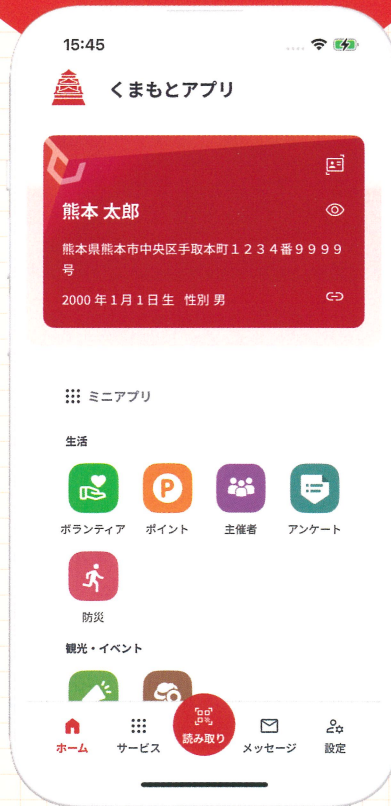 15:45
くまもとアプリ
熊本 太郎
熊本県熊本市中央区手取本町１２３４番９９９９
号
2000 年 1 月 1 日 生 性別 男
ミニアプリ
生活
ボランティア ポイント 主催者 アンケート
防災
観光・イベント
ホーム サービス 読み取り メッセージ 設定